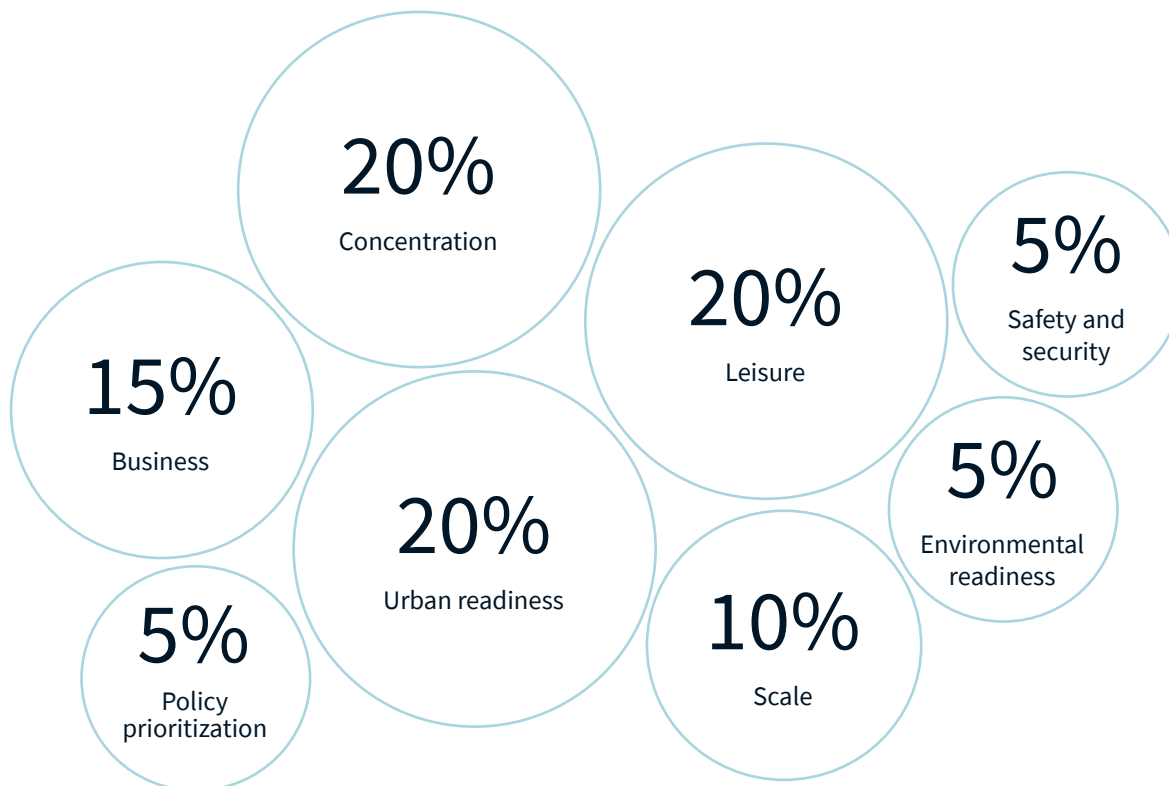 20%
Concentration
20%
Leisure
5%
Safety and
security
15%
Business
20%
Urban readiness
5%
Environmental
readiness
5%
Policy
prioritization
10%
Scale